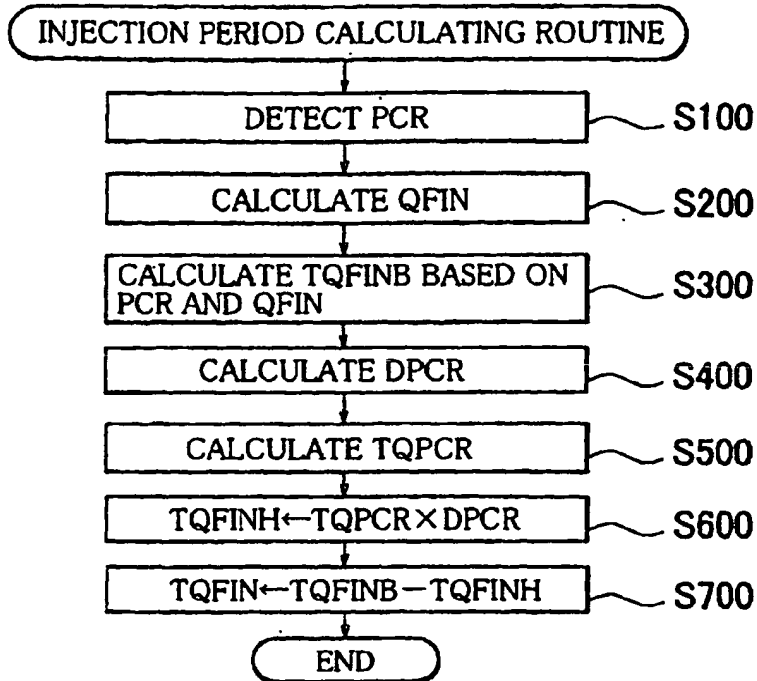 INJECTION PERIOD CALCULATING ROUTINE
DETECT PCR
S100
CALCULATE QFIN
S200
CALCULATE TQFINB BASED ON
PCR AND QFIN
S300
CALCULATE DPCR
S400
CALCULATE TQPCR
S500
TQFINH←TQPCR×DPCR
S600
TQFIN←TQFINB−TQFINH
S700
END